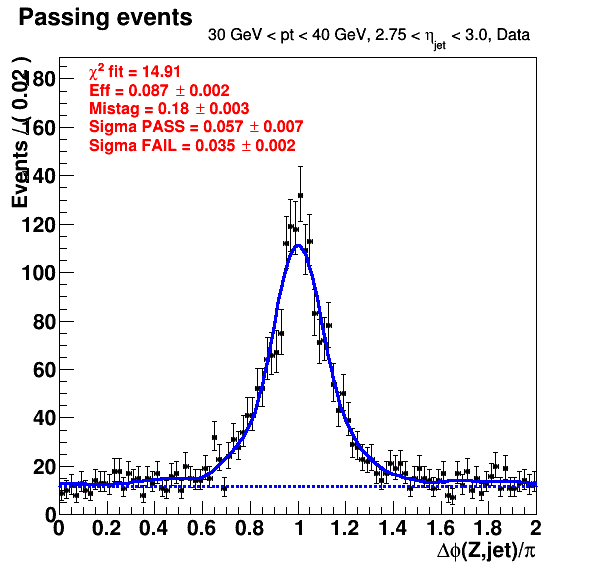 Passing events
30 GeV < pt < 40 GeV, 2.75 < η_jet < 3.0, Data
Events / ( 0.02 )
χ² fit = 14.91
Eff = 0.087 ± 0.002
Mistag = 0.18 ± 0.003
Sigma PASS = 0.057 ± 0.007
Sigma FAIL = 0.035 ± 0.002
180
160
140
120
100
80
60
40
20
0
0 0.2 0.4 0.6 0.8 1 1.2 1.4 1.6 1.8 2
Δϕ(Z,jet)/π